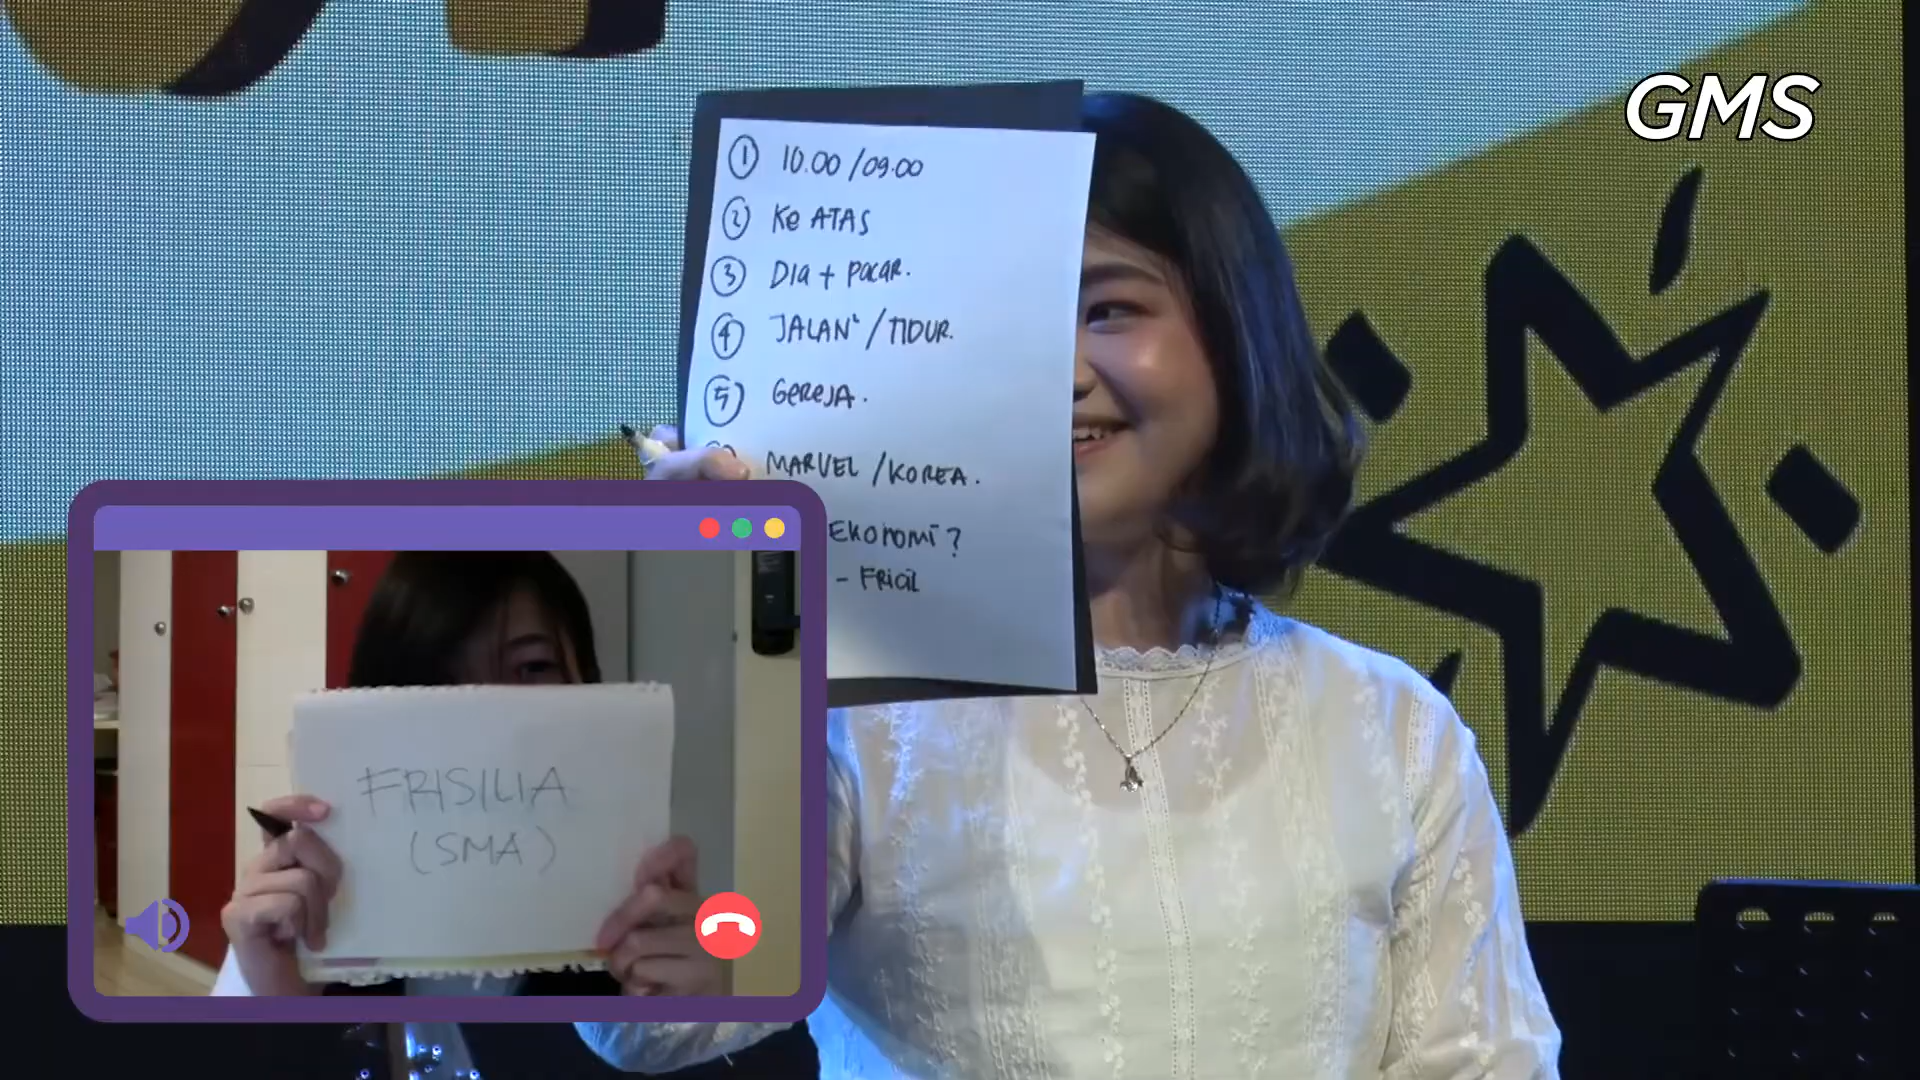 GMS
① 10.00 / 09.00
② Ke ATAS
③ Dia + pacar.
④ JALAN² / TIDUR.
⑤ GEREJA.
MARVEL / KOREA.
EKONOMI ?
- FRICIL
FRISILIA
(SMA)